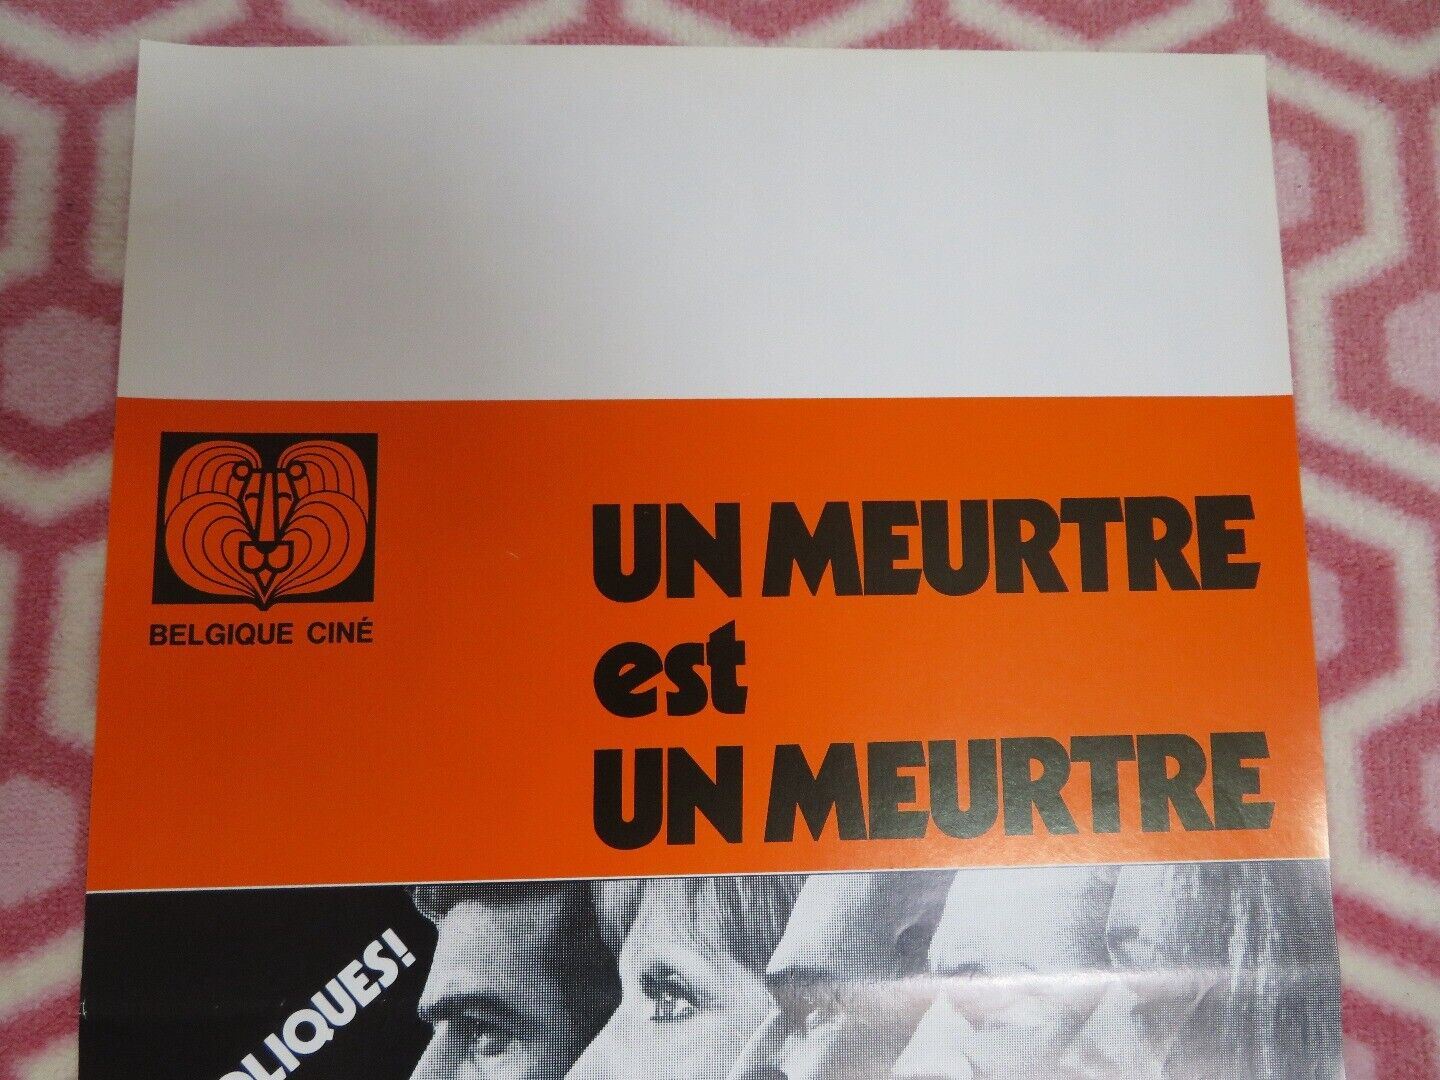 BELGIQUE CINÉ
UN MEURTRE
est
UN MEURTRE
OLIQUES!